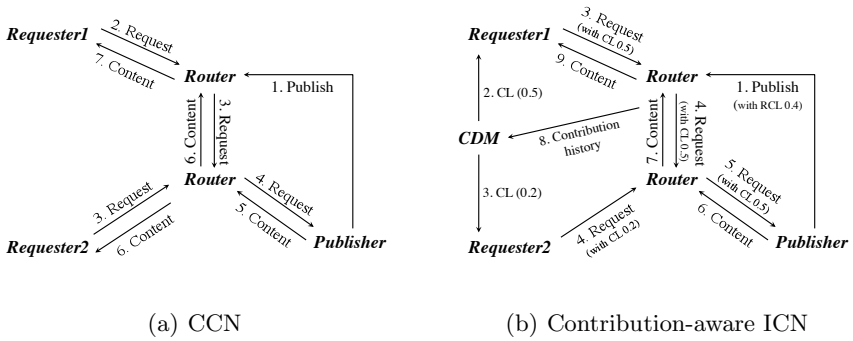 Requester1
2. Request
7. Content
Router
1. Publish
6. Content
3. Request
Router
3. Request
6. Content
4. Request
5. Content
Requester2
Publisher
(a) CCN
Requester1
3. Request
(with CL 0.5)
9. Content
Router
2. CL (0.5)
1. Publish
(with RCL 0.4)
CDM
8. Contribution
history
7. Content
4. Request
(with CL 0.5)
Router
3. CL (0.2)
4. Request
(with CL 0.2)
5. Request
(with CL 0.5)
6. Content
Requester2
Publisher
(b) Contribution-aware ICN